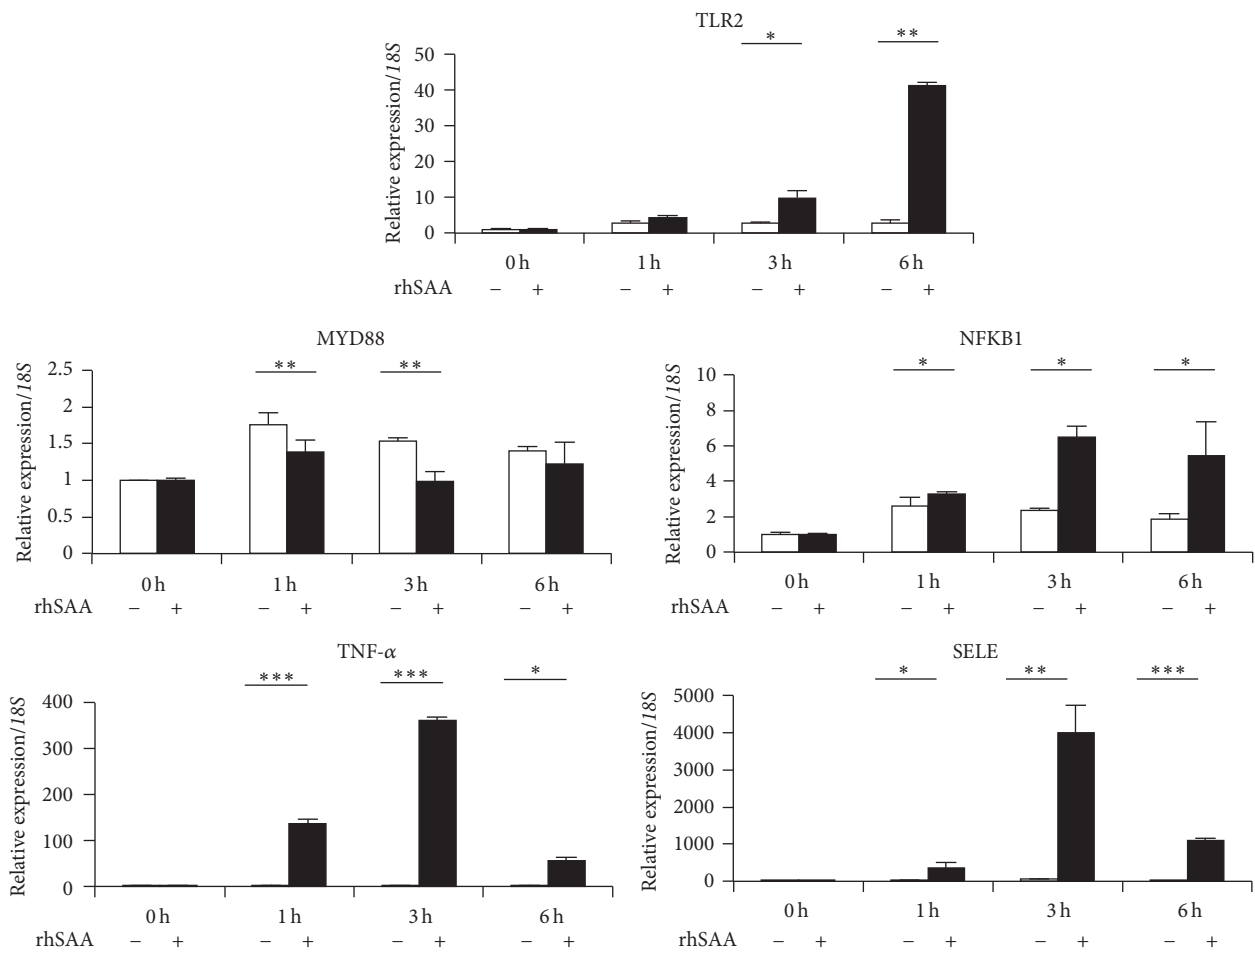 TLR2
* **
Relative expression/18S
50
40
30
20
10
0
0 h 1 h 3 h 6 h
rhSAA − + − + − + − +
MYD88
** **
Relative expression/18S
2.5
2
1.5
1
0.5
0
0 h 1 h 3 h 6 h
rhSAA − + − + − + − +
NFKB1
* * *
Relative expression/18S
10
8
6
4
2
0
0 h 1 h 3 h 6 h
rhSAA − + − + − + − +
TNF-α
*** *** *
Relative expression/18S
400
300
200
100
0
0 h 1 h 3 h 6 h
rhSAA − + − + − + − +
SELE
* ** ***
Relative expression/18S
5000
4000
3000
2000
1000
0
0 h 1 h 3 h 6 h
rhSAA − + − + − + − +